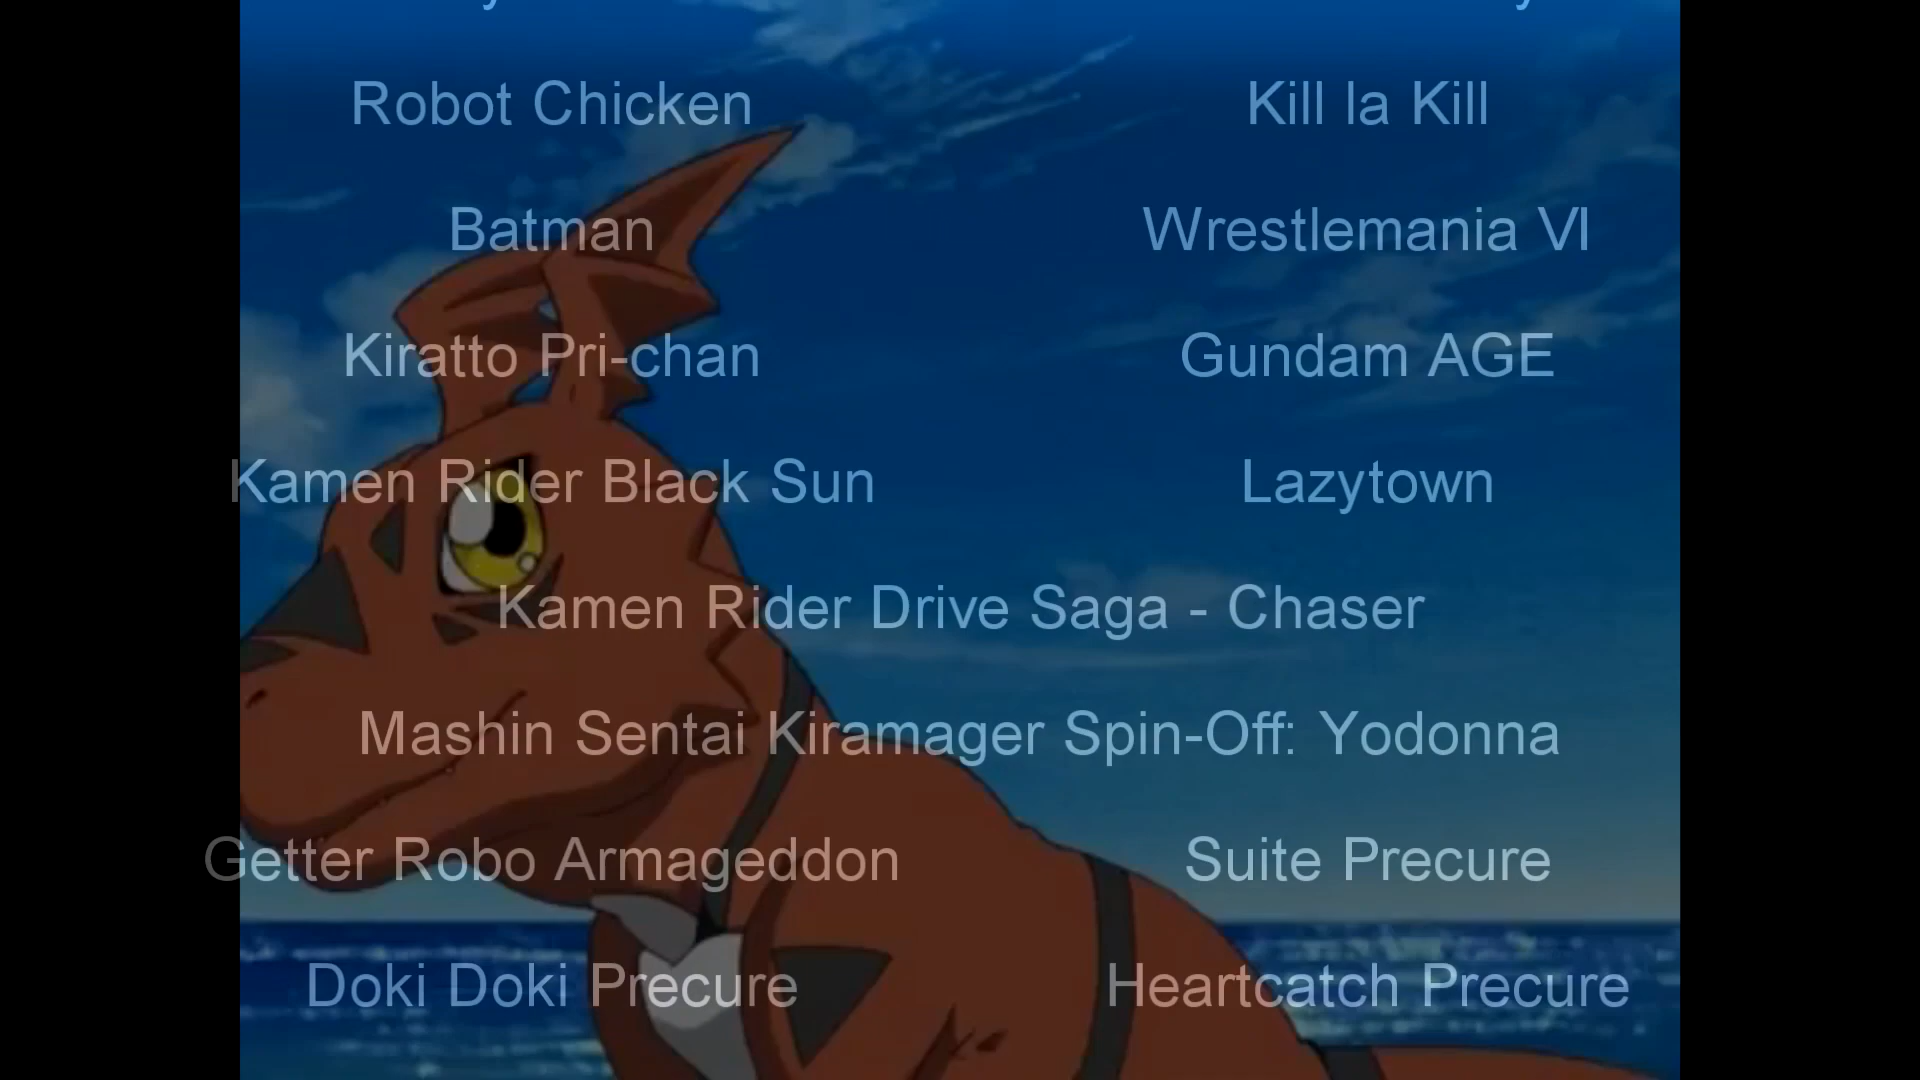 Robot Chicken Kill la Kill
Batman Wrestlemania VI
Kiratto Pri-chan Gundam AGE
Kamen Rider Black Sun Lazytown
Kamen Rider Drive Saga - Chaser
Mashin Sentai Kiramager Spin-Off: Yodonna
Getter Robo Armageddon Suite Precure
Doki Doki Precure Heartcatch Precure